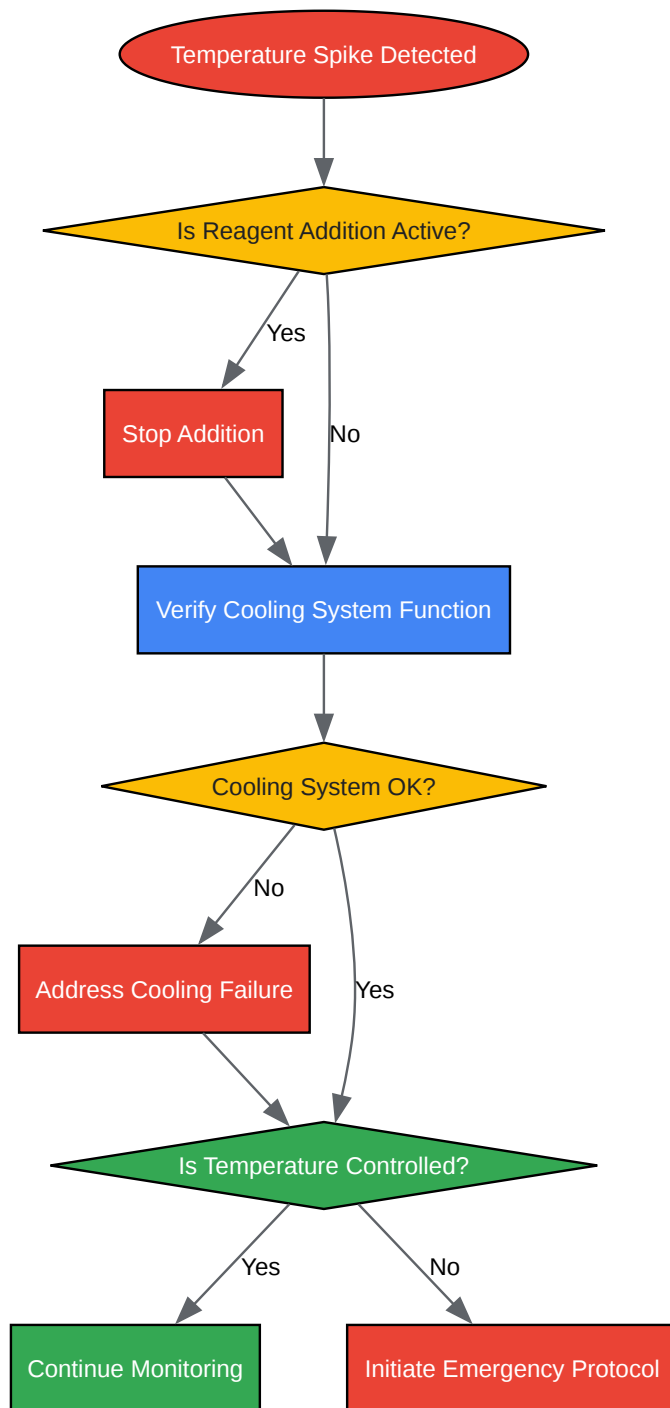 Temperature Spike Detected
Is Reagent Addition Active?
Yes
Stop Addition
No
Verify Cooling System Function
Cooling System OK?
No
Address Cooling Failure
Yes
Is Temperature Controlled?
Yes
No
Continue Monitoring
Initiate Emergency Protocol